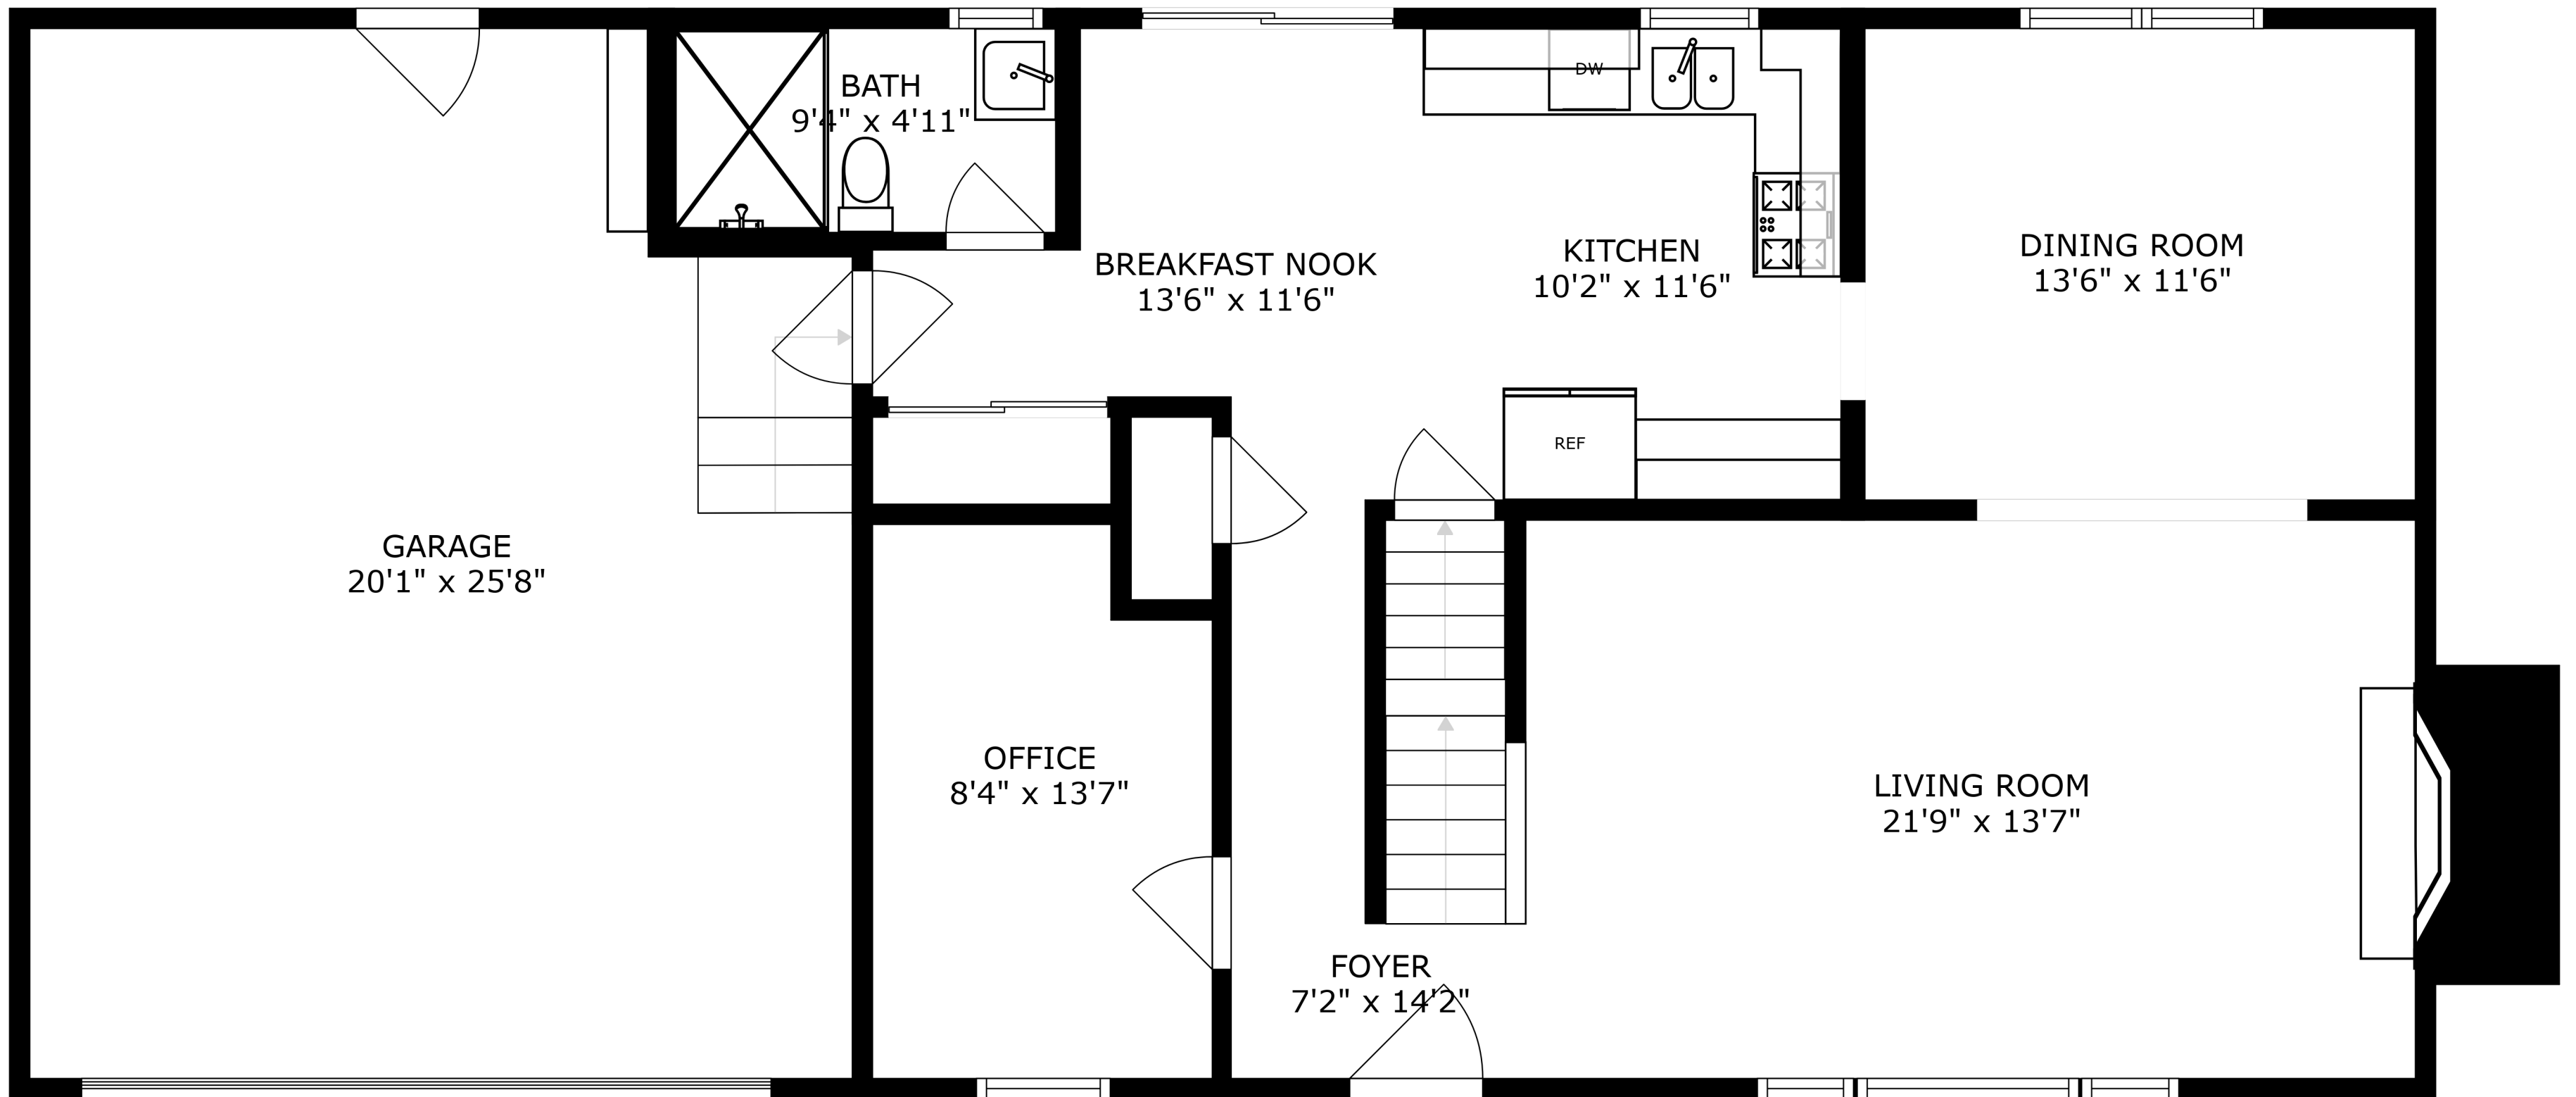 BATH
9'4" x 4'11"
DW
BREAKFAST NOOK
13'6" x 11'6"
KITCHEN
10'2" x 11'6"
DINING ROOM
13'6" x 11'6"
REF
GARAGE
20'1" x 25'8"
OFFICE
8'4" x 13'7"
LIVING ROOM
21'9" x 13'7"
FOYER
7'2" x 14'2"